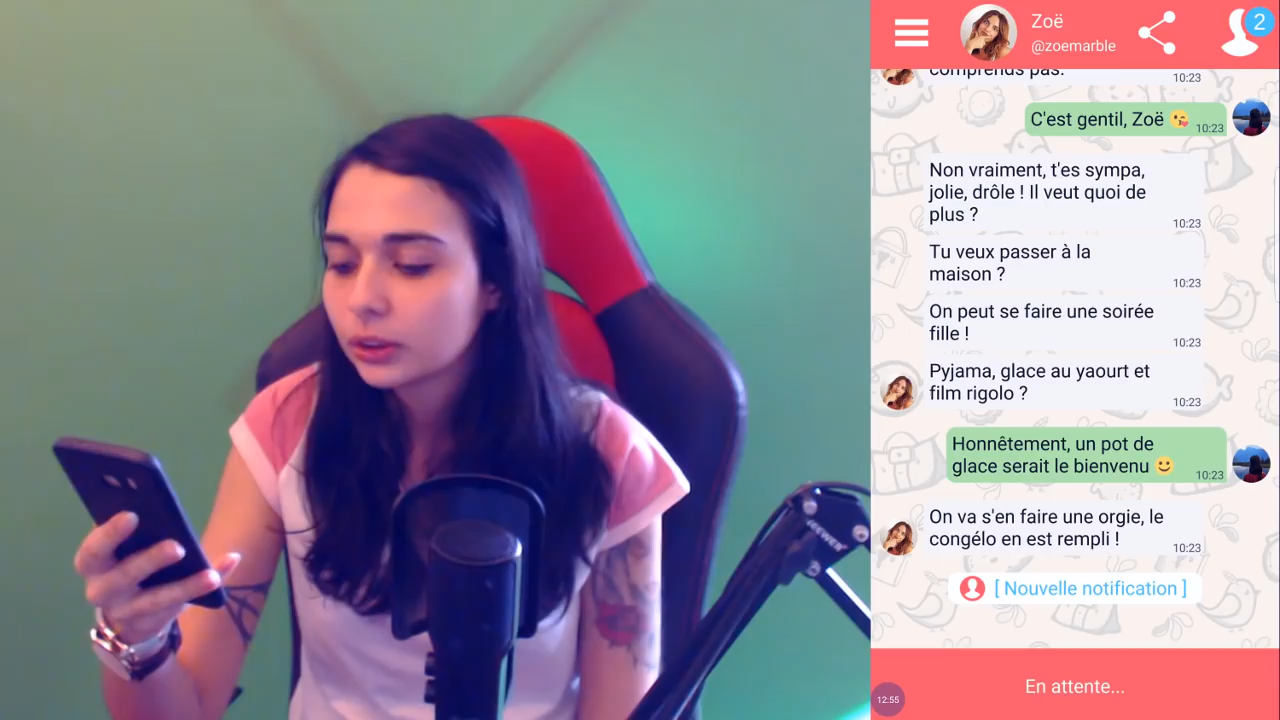 Zoë
@zoemarble
2
comprends pas.
10:23
C'est gentil, Zoë
10:23
Non vraiment, t'es sympa,
jolie, drôle ! Il veut quoi de
plus ?
10:23
Tu veux passer à la
maison ?
10:23
On peut se faire une soirée
fille !
10:23
Pyjama, glace au yaourt et
film rigolo ?
10:23
Honnêtement, un pot de
glace serait le bienvenu
10:23
On va s'en faire une orgie, le
congélo en est rempli !
10:23
[ Nouvelle notification ]
En attente...
12:55